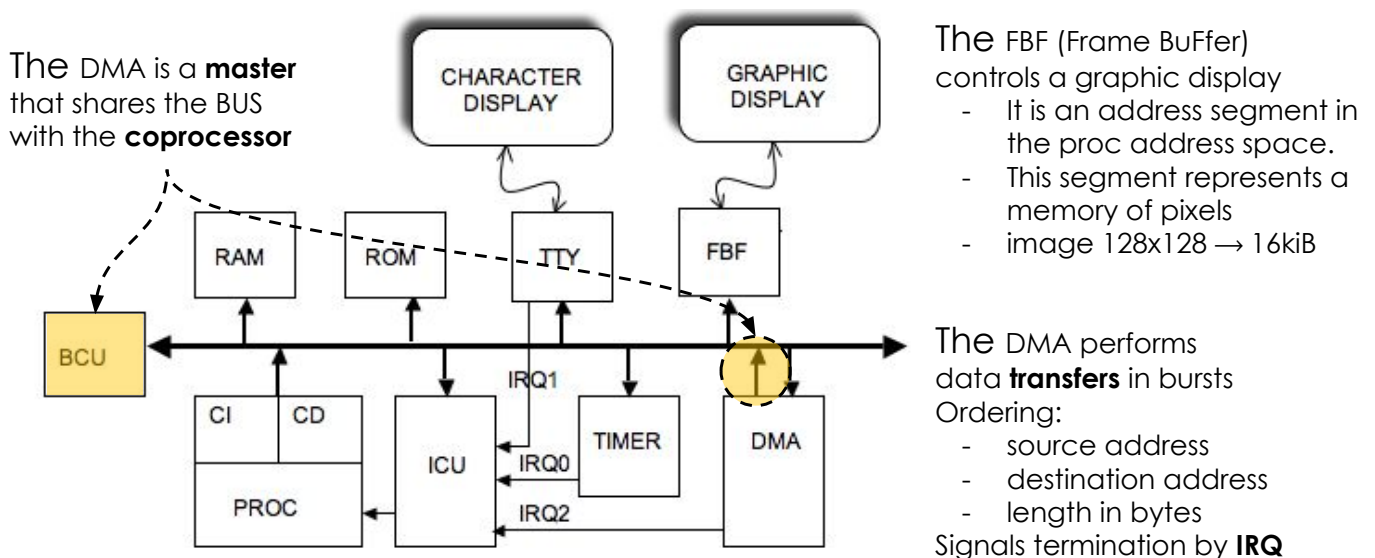 The DMA is a master
that shares the BUS
with the coprocessor
CHARACTER
DISPLAY
GRAPHIC
DISPLAY
The FBF (Frame BuFfer)
controls a graphic display
- It is an address segment in
the proc address space.
- This segment represents a
memory of pixels
- image 128x128 → 16kiB
RAM
ROM
TTY
FBF
BCU
IRQ1
CI
CD
PROC
ICU
IRQ0
IRQ2
TIMER
DMA
The DMA performs
data transfers in bursts
Ordering:
- source address
- destination address
- length in bytes
Signals termination by IRQ